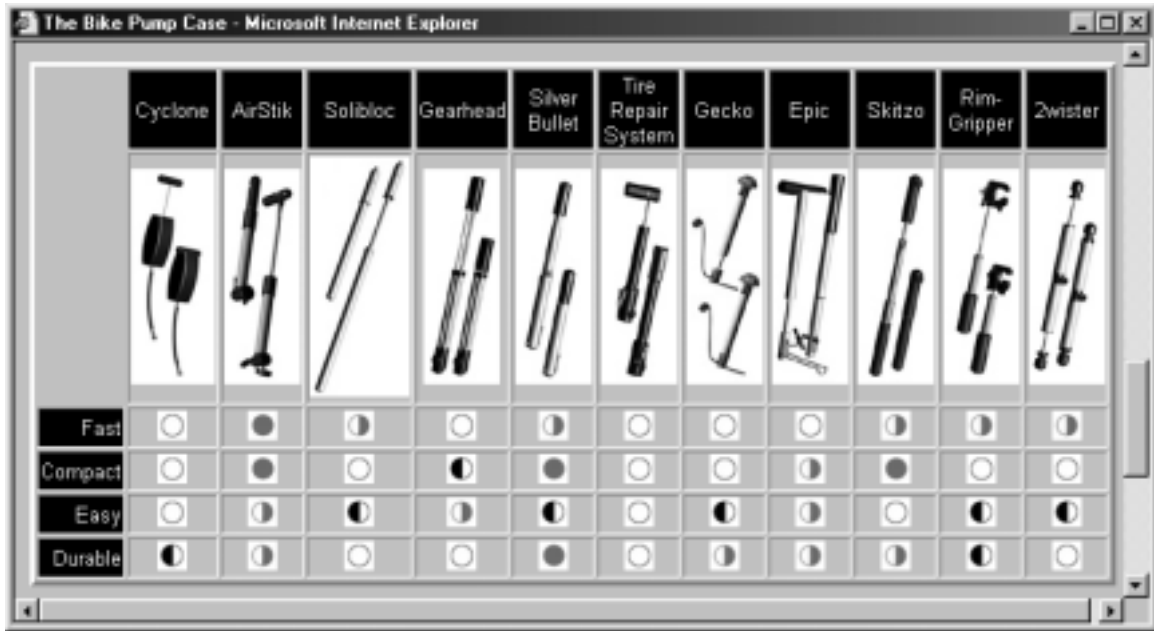 The Bike Pump Case - Microsoft Internet Explorer
Cyclone AirStik Solibloc Gearhead Silver Bullet Tire Repair System Gecko Epic Skitzo Rim-Gripper 2wister
Fast
Compact
Easy
Durable